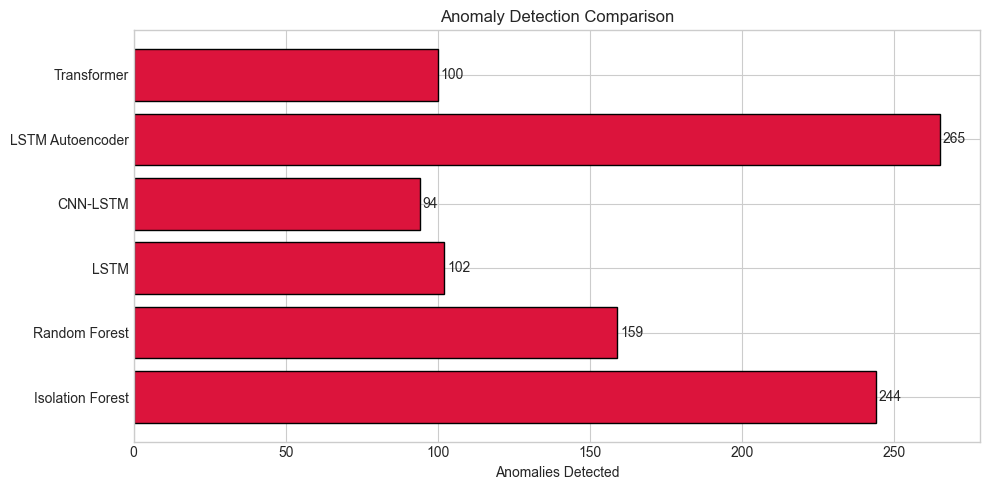 Anomaly Detection Comparison
Transformer
100
LSTM Autoencoder
265
CNN-LSTM
94
LSTM
102
Random Forest
159
Isolation Forest
244
0 50 100 150 200 250
Anomalies Detected